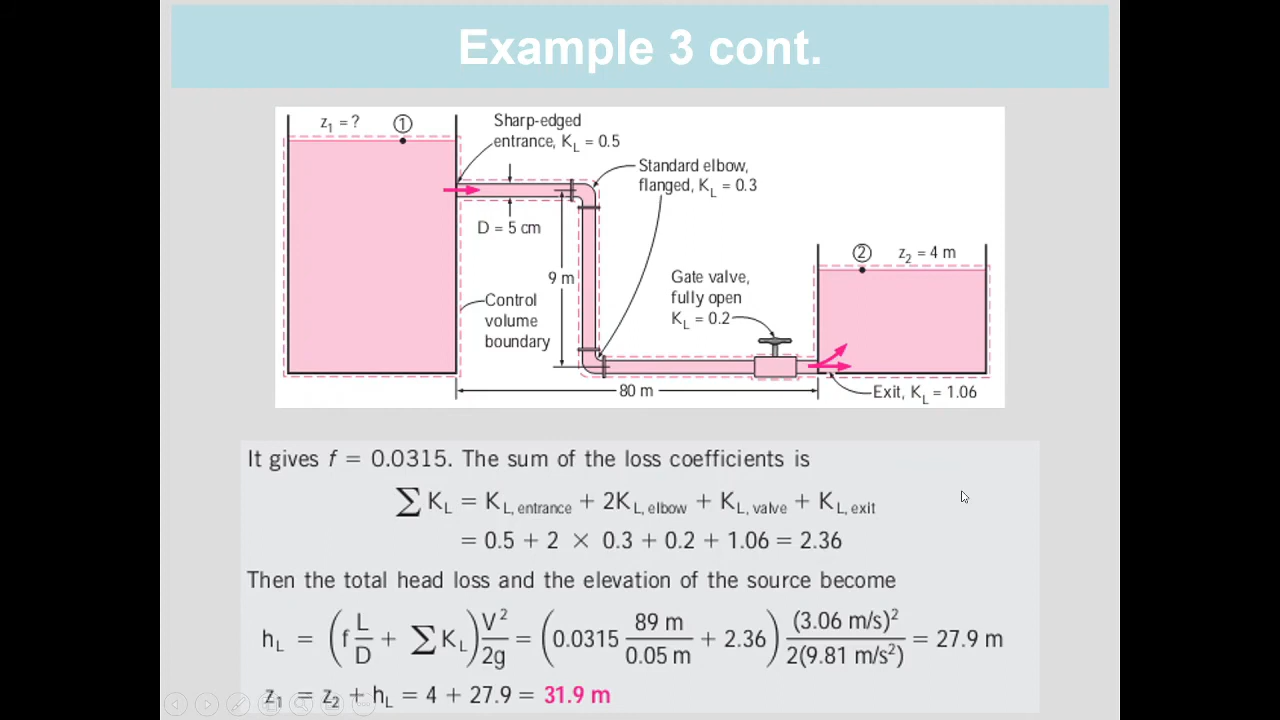 Example 3 cont.
z₁ = ? ①
Sharp-edged
entrance, K_L = 0.5
Standard elbow,
flanged, K_L = 0.3
D = 5 cm
9 m
Control
volume
boundary
Gate valve,
fully open
K_L = 0.2
② z₂ = 4 m
80 m
Exit, K_L = 1.06
It gives f = 0.0315. The sum of the loss coefficients is
∑ K_L = K_L, entrance + 2K_L, elbow + K_L, valve + K_L, exit
= 0.5 + 2 × 0.3 + 0.2 + 1.06 = 2.36
Then the total head loss and the elevation of the source become
h_L = (f L/D + ∑ K_L) V²/2g = (0.0315 89 m/0.05 m + 2.36) (3.06 m/s)²/2(9.81 m/s²) = 27.9 m
z₁ = z₂ + h_L = 4 + 27.9 = 31.9 m